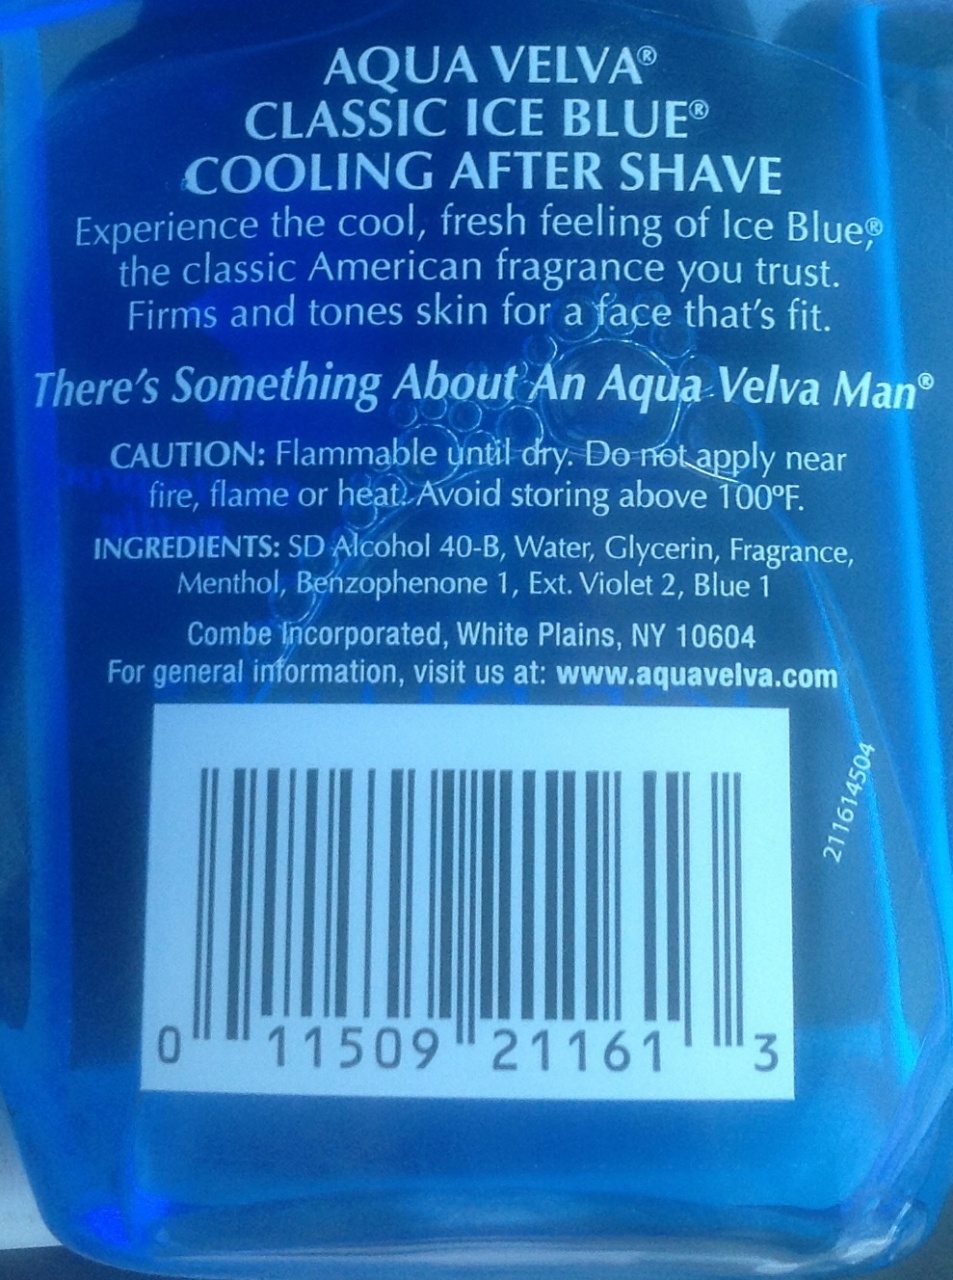 AQUA VELVA®
CLASSIC ICE BLUE®
COOLING AFTER SHAVE
Experience the cool, fresh feeling of Ice Blue,®
the classic American fragrance you trust.
Firms and tones skin for a face that's fit.
There's Something About An Aqua Velva Man®
CAUTION: Flammable until dry. Do not apply near
fire, flame or heat. Avoid storing above 100ºF.
INGREDIENTS: SD Alcohol 40-B, Water, Glycerin, Fragrance,
Menthol, Benzophenone 1, Ext. Violet 2, Blue 1
Combe Incorporated, White Plains, NY 10604
For general information, visit us at: www.aquavelva.com
211614504
0 11509 21161 3